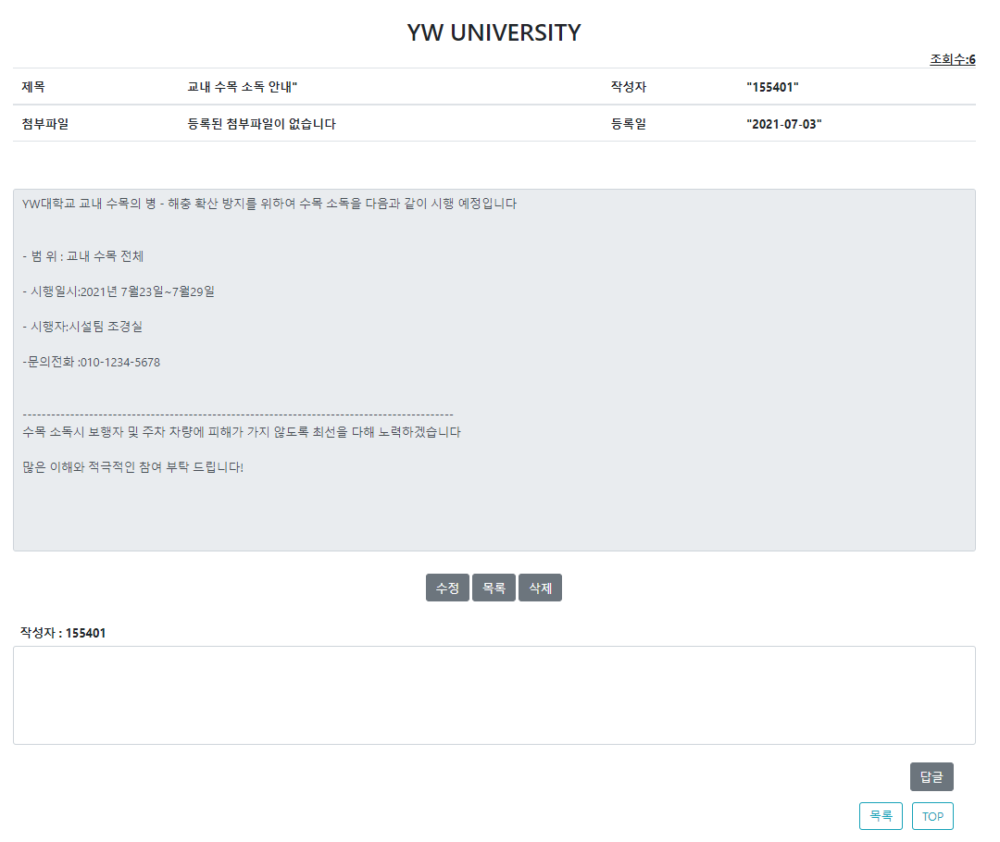 YW UNIVERSITY
조회수:6
제목 교내 수목 소독 안내" 작성자 "155401"
첨부파일 등록된 첨부파일이 없습니다 등록일 "2021-07-03"
YW대학교 교내 수목의 병 - 해충 확산 방지를 위하여 수목 소독을 다음과 같이 시행 예정입니다
- 범 위 : 교내 수목 전체
- 시행일시:2021년 7월23일~7월29일
- 시행자:시설팀 조경실
-문의전화 :010-1234-5678
--------------------------------------------------------------------------------------------
수목 소독시 보행자 및 주차 차량에 피해가 가지 않도록 최선을 다해 노력하겠습니다
많은 이해와 적극적인 참여 부탁 드립니다!
수정 목록 삭제
작성자 : 155401
답글
목록 TOP